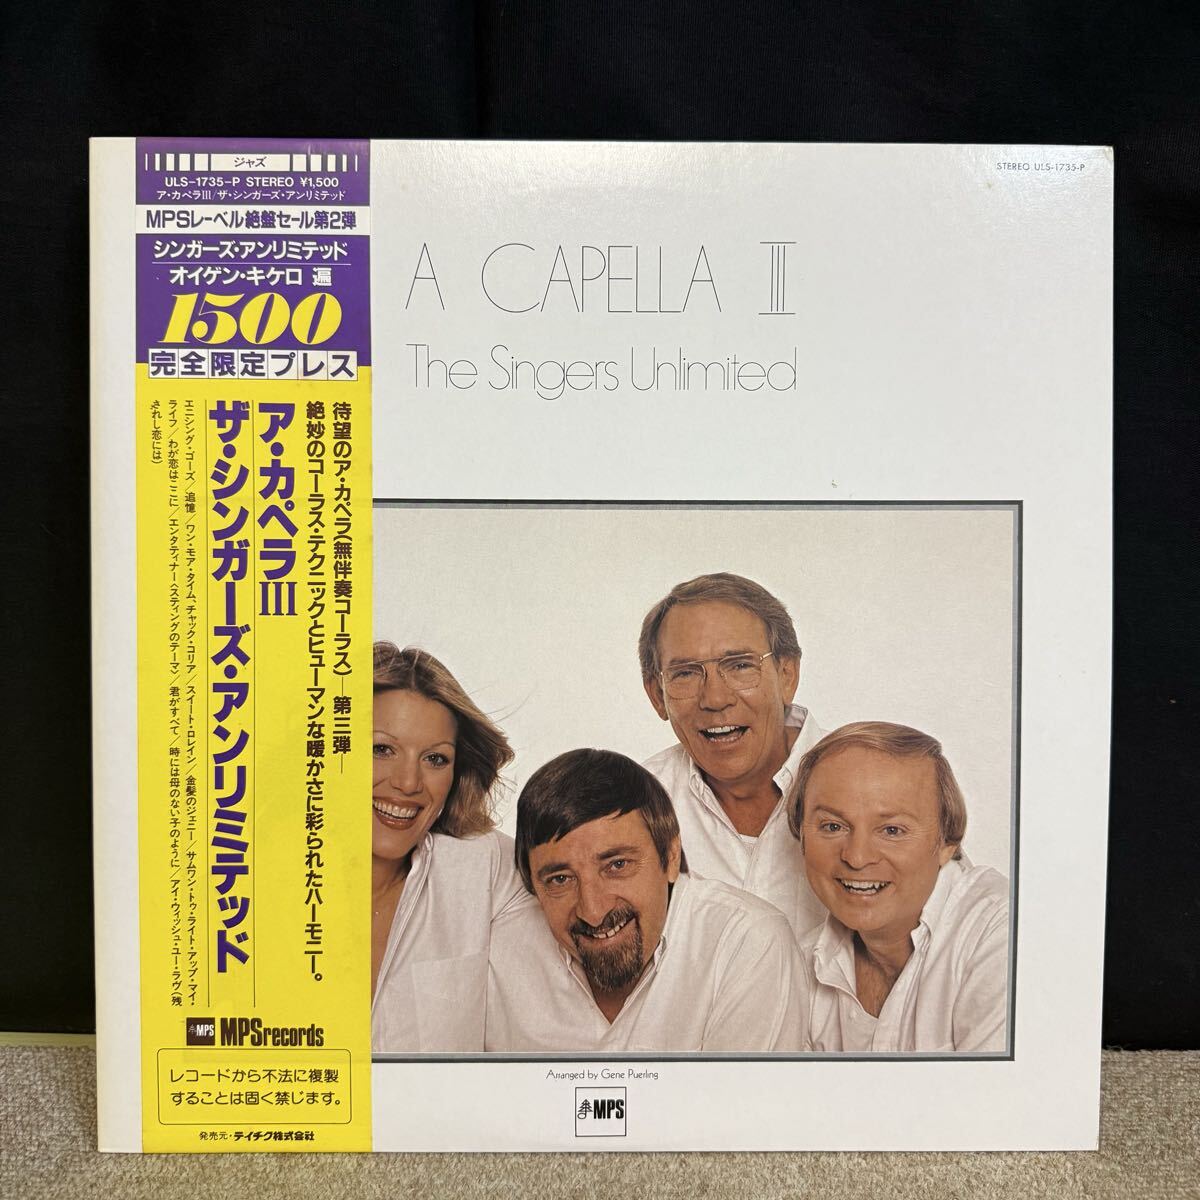 ジャズ
ULS-1735-P STEREO ¥1,500
ア・カペラIII/ザ・シンガーズ・アンリミテッド
MPSレーベル絶盤セール第2弾
シンガーズ・アンリミテッド
オイゲン・キケロ 遍
1500
完全限定プレス
待望のア・カペラ(無伴奏コーラス)—第三弾—
絶妙のコーラス・テクニックとヒューマンな暖かさに彩られたハーモニー。
ア・カペラIII
ザ・シンガーズ・アンリミテッド
エニシング・ゴーズ/追憶/ワン・モア・タイム、チャック・コリア/スイート・ロレイン/金髪のジェニー/サムワン・トゥ・ライト・アップ・マイ・
ライフ/わが恋はここに/エンタティナー〈スティングのテーマ〉/君がすべて/時には母のない子のように/アイ・ウィッシュ・ユー・ラヴ(残
されし恋には)
MPS MPSrecords
レコードから不法に複製
することは固く禁じます。
発売元・テイチク株式会社
STEREO ULS-1735-P
A CAPELLA III
The Singers Unlimited
Arranged by Gene Puerling
MPS